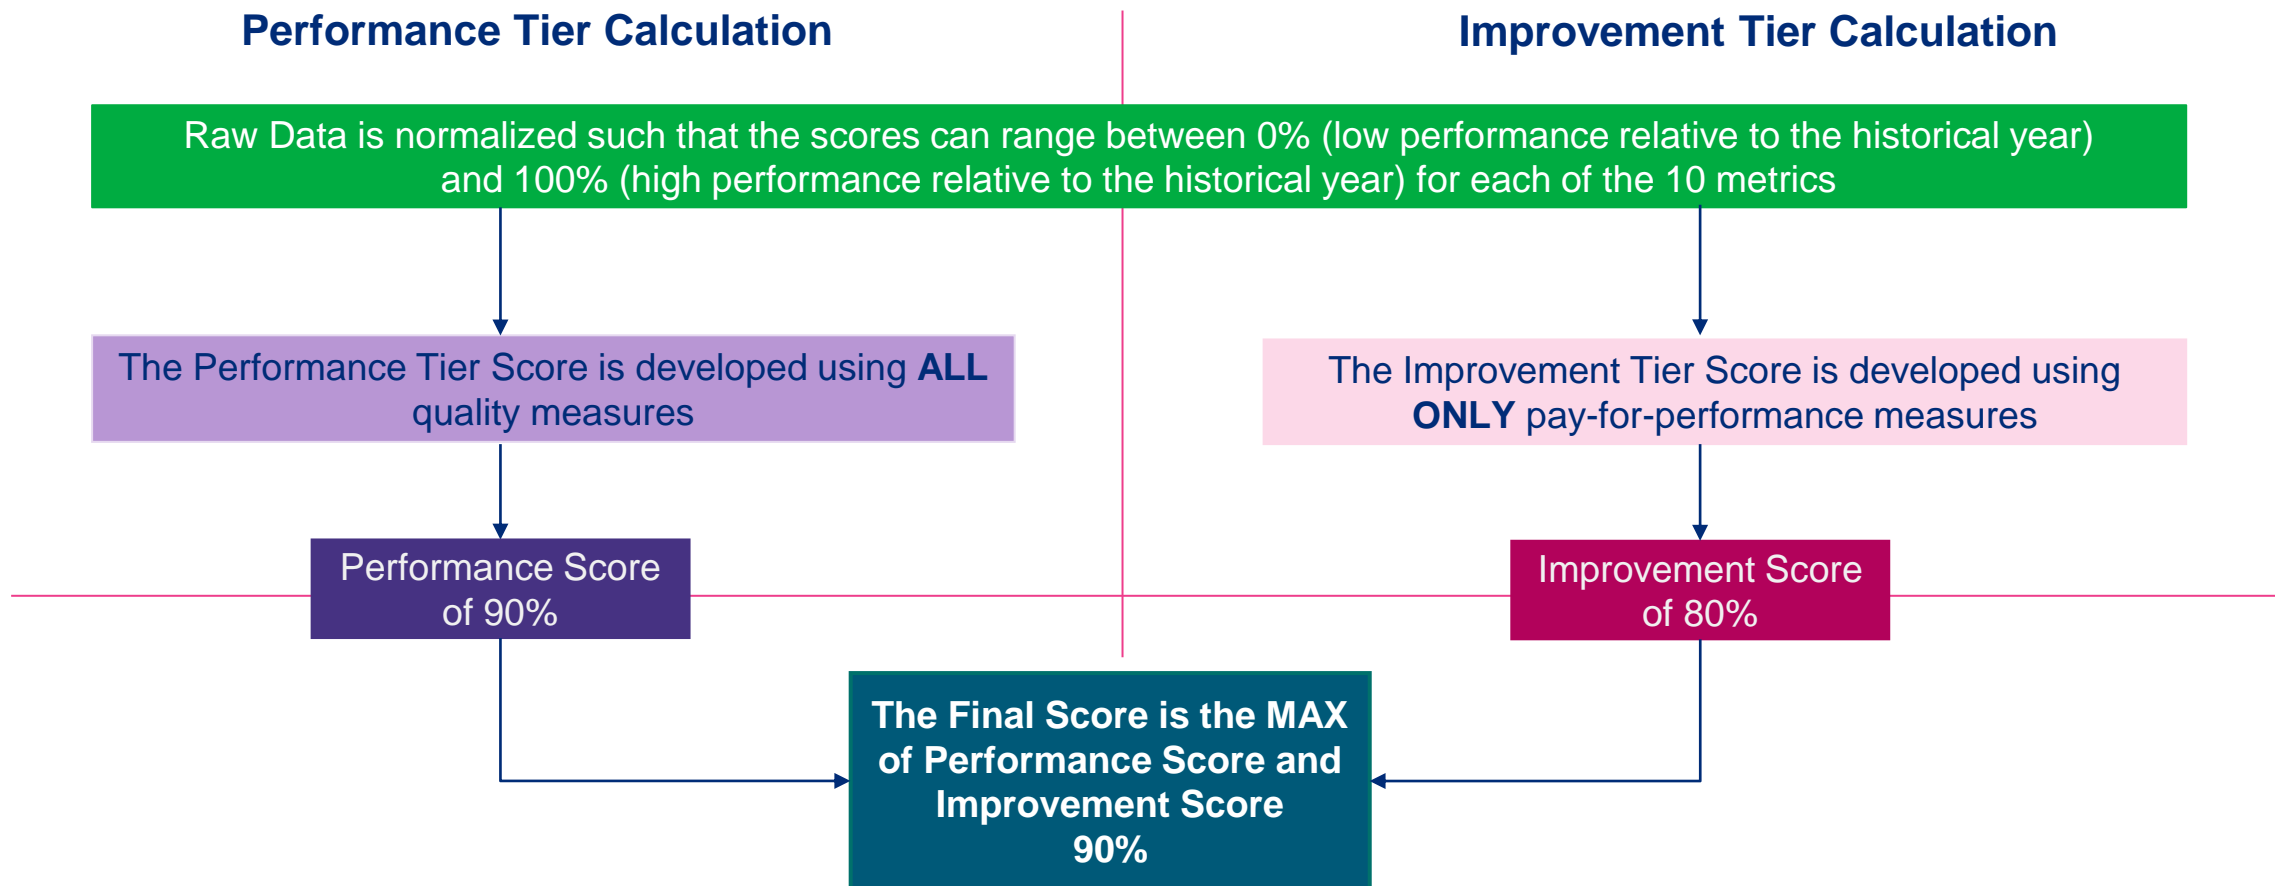 Performance Tier Calculation
Improvement Tier Calculation
Raw Data is normalized such that the scores can range between 0% (low performance relative to the historical year)
and 100% (high performance relative to the historical year) for each of the 10 metrics
The Performance Tier Score is developed using ALL
quality measures
The Improvement Tier Score is developed using
ONLY pay-for-performance measures
Performance Score
of 90%
Improvement Score
of 80%
The Final Score is the MAX
of Performance Score and
Improvement Score
90%